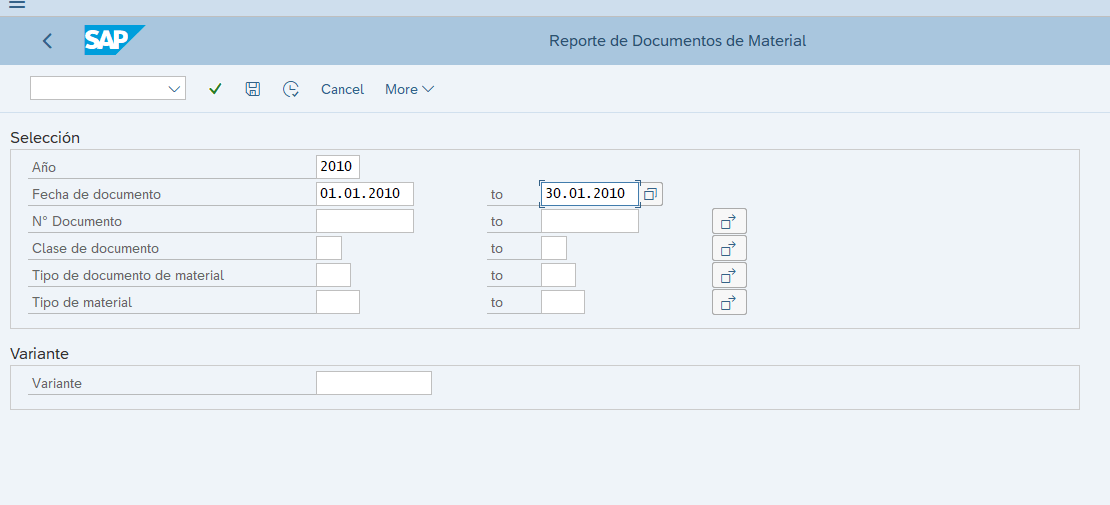 SAP
Reporte de Documentos de Material
Cancel More
Selección
Año 2010
Fecha de documento 01.01.2010 to 30.01.2010
N° Documento to
Clase de documento to
Tipo de documento de material to
Tipo de material to
Variante
Variante